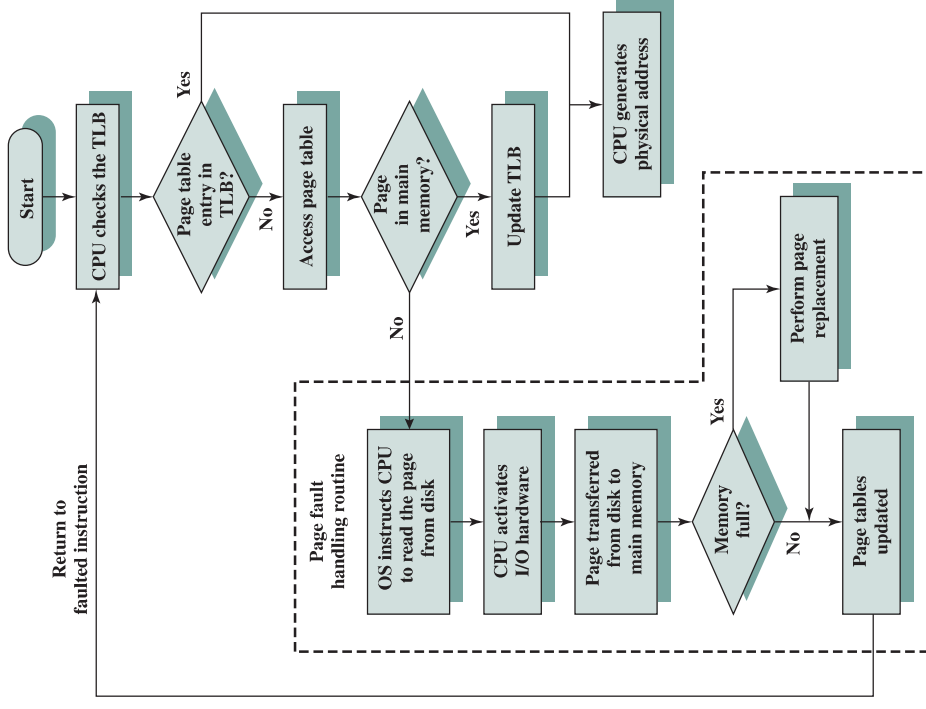 Start
Return to
faulted instruction
CPU checks the TLB
Page table
entry in
TLB?
Yes
No
Access page table
Page
in main
memory?
No
Yes
Update TLB
CPU generates
physical address
Page fault
handling routine
OS instructs CPU
to read the page
from disk
CPU activates
I/O hardware
Page transferred
from disk to
main memory
Memory
full?
Yes
No
Perform page
replacement
Page tables
updated